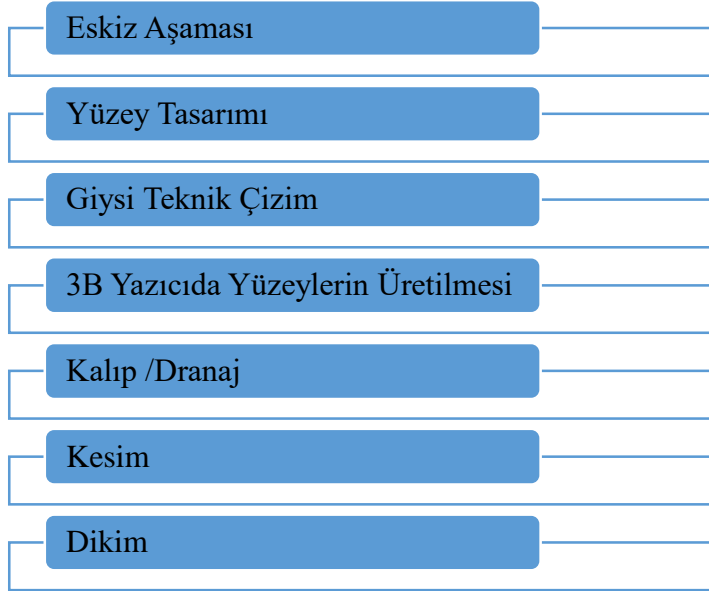 Eskiz Aşaması
Yüzey Tasarımı
Giysi Teknik Çizim
3B Yazıcıda Yüzeylerin Üretilmesi
Kalıp /Dranaj
Kesim
Dikim